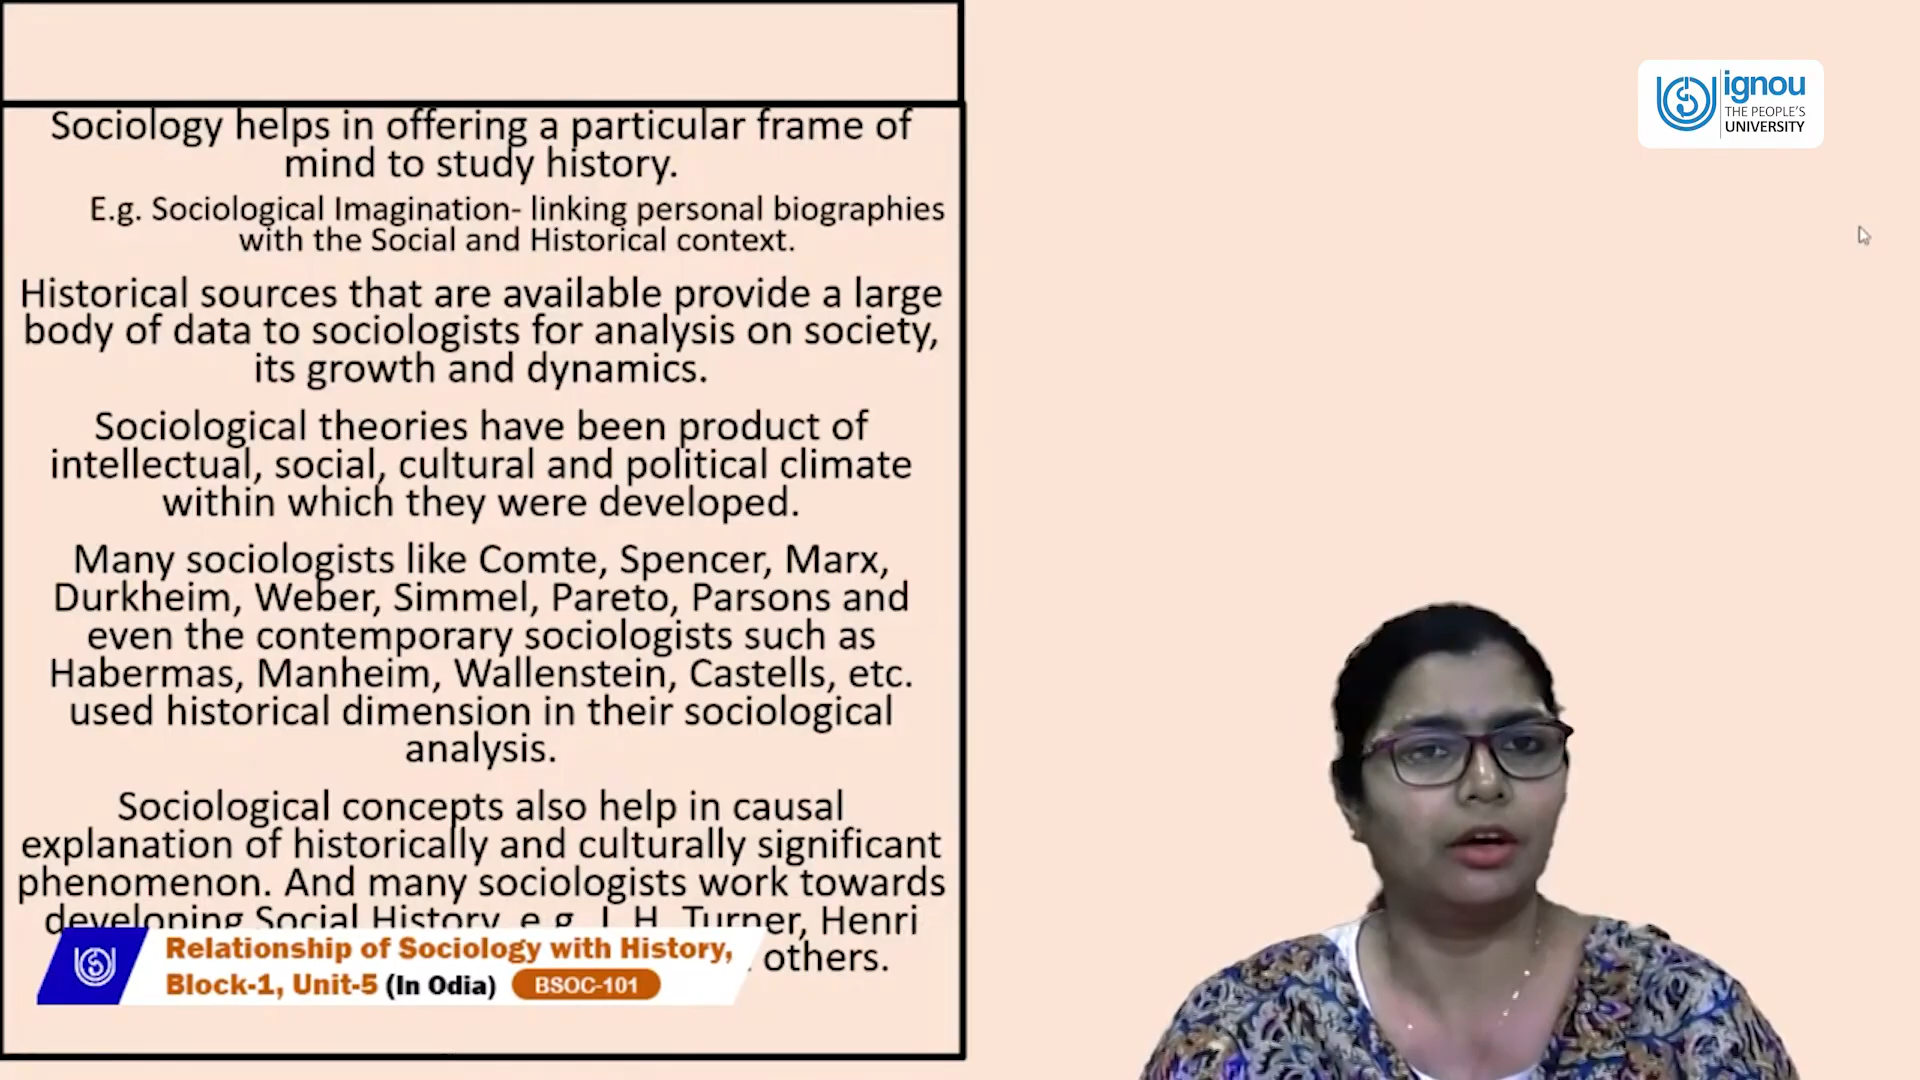 Sociology helps in offering a particular frame of
mind to study history.
E.g. Sociological Imagination- linking personal biographies
with the Social and Historical context.
Historical sources that are available provide a large
body of data to sociologists for analysis on society,
its growth and dynamics.
Sociological theories have been product of
intellectual, social, cultural and political climate
within which they were developed.
Many sociologists like Comte, Spencer, Marx,
Durkheim, Weber, Simmel, Pareto, Parsons and
even the contemporary sociologists such as
Habermas, Manheim, Wallenstein, Castells, etc.
used historical dimension in their sociological
analysis.
Sociological concepts also help in causal
explanation of historically and culturally significant
phenomenon. And many sociologists work towards
developing Social History, e.g. J. H. Turner, Henri
others.
Relationship of Sociology with History,
Block-1, Unit-5 (In Odia) BSOC-101
ignou
THE PEOPLE'S
UNIVERSITY